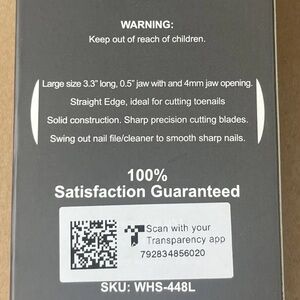 WARNING:
Keep out of reach of children.
Large size 3.3" long, 0.5" jaw with and 4mm jaw opening.
Straight Edge, ideal for cutting toenails
Solid construction. Sharp precision cutting blades.
Swing out nail file/cleaner to smooth sharp nails.
100%
Satisfaction Guaranteed
Scan with your
Transparency app
792834856020
SKU: WHS-448L